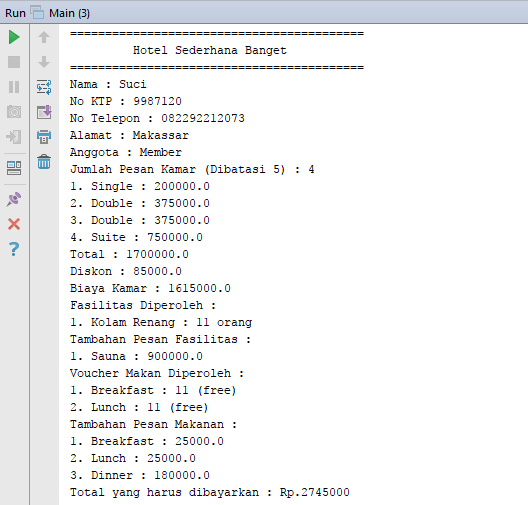 Run Main (3)
==========================================
Hotel Sederhana Banget
==========================================
Nama : Suci
No KTP : 9987120
No Telepon : 082292212073
Alamat : Makassar
Anggota : Member
Jumlah Pesan Kamar (Dibatasi 5) : 4
1. Single : 200000.0
2. Double : 375000.0
3. Double : 375000.0
4. Suite : 750000.0
Total : 1700000.0
Diskon : 85000.0
Biaya Kamar : 1615000.0
Fasilitas Diperoleh :
1. Kolam Renang : 11 orang
Tambahan Pesan Fasilitas :
1. Sauna : 900000.0
Voucher Makan Diperoleh :
1. Breakfast : 11 (free)
2. Lunch : 11 (free)
Tambahan Pesan Makanan :
1. Breakfast : 25000.0
2. Lunch : 25000.0
3. Dinner : 180000.0
Total yang harus dibayarkan : Rp.2745000